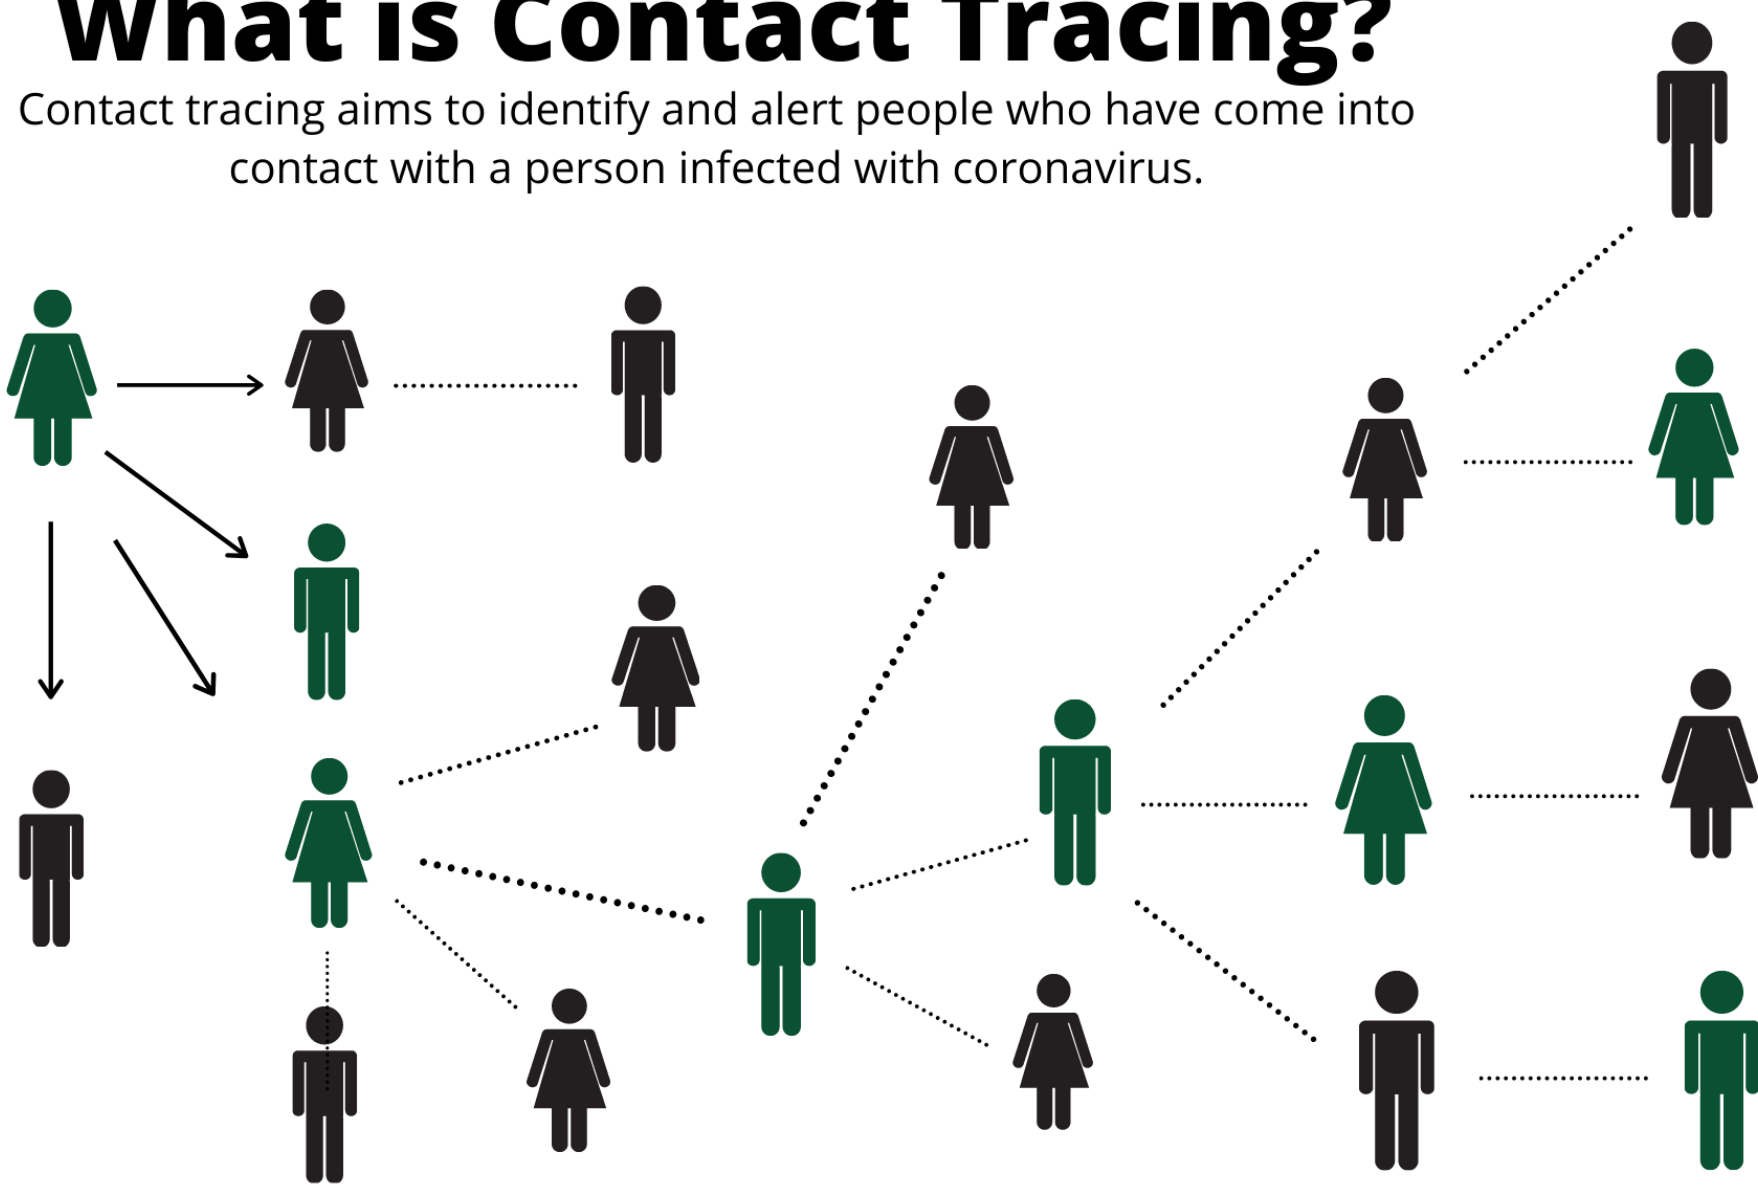 What is Contact Tracing?
Contact tracing aims to identify and alert people who have come into
contact with a person infected with coronavirus.